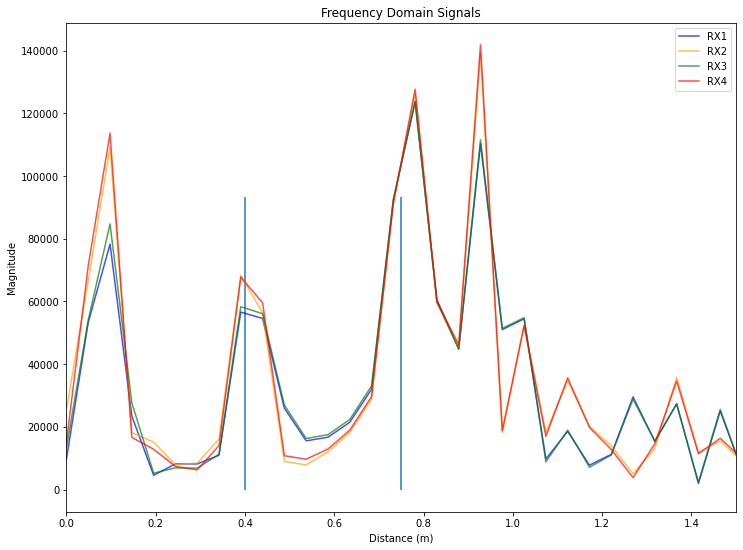 Frequency Domain Signals
RX1
RX2
RX3
RX4
Magnitude
140000
120000
100000
80000
60000
40000
20000
0
0.0 0.2 0.4 0.6 0.8 1.0 1.2 1.4
Distance (m)